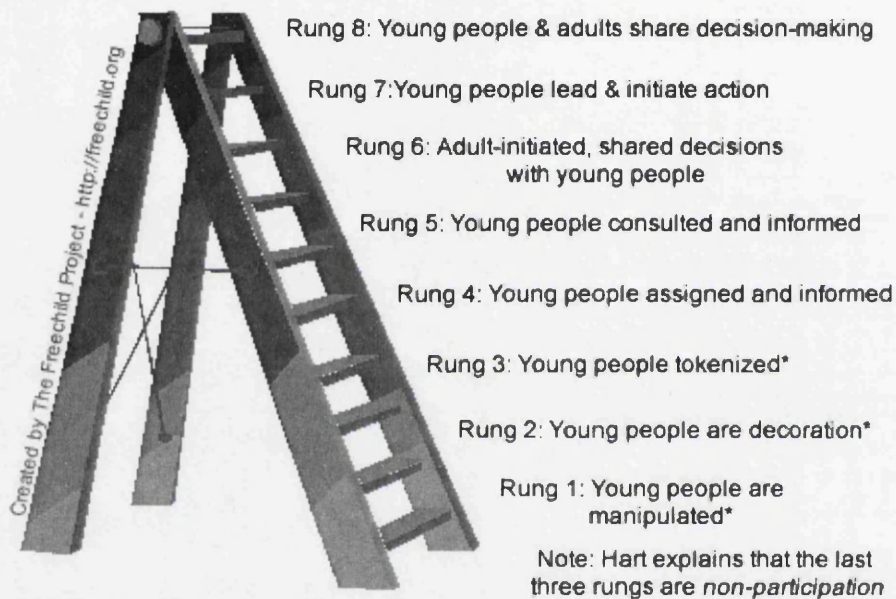 Rung 8: Young people & adults share decision-making
Rung 7:Young people lead & initiate action
Rung 6: Adult-initiated, shared decisions
with young people
Rung 5: Young people consulted and informed
Rung 4: Young people assigned and informed
Rung 3: Young people tokenized*
Rung 2: Young people are decoration*
Rung 1: Young people are
manipulated*
Note: Hart explains that the last
three rungs are non-participation
Created by The Freechild Project - http://freechild.org